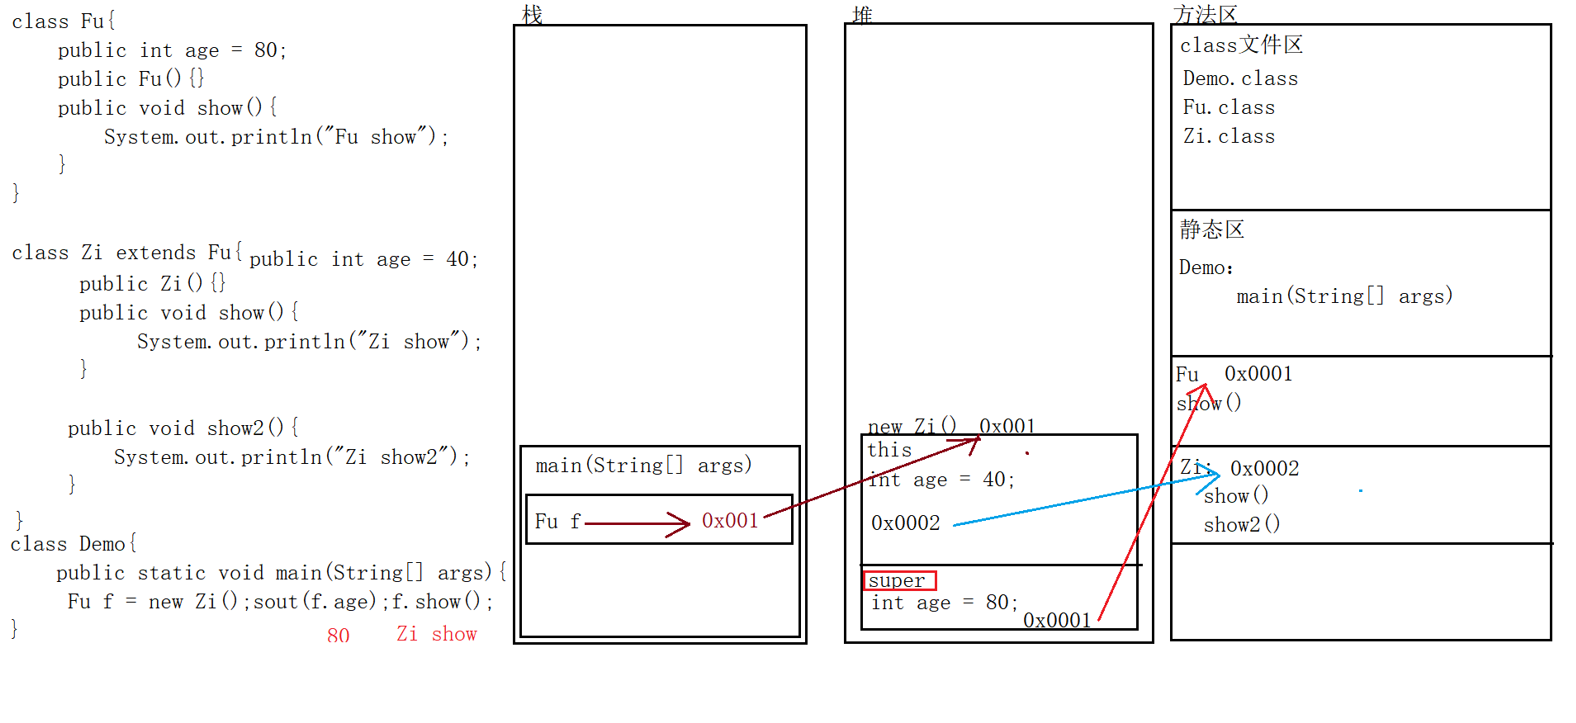 class Fu{
public int age = 80;
public Fu(){}
public void show(){
System.out.println("Fu show");
}
}
class Zi extends Fu{ public int age = 40;
public Zi(){}
public void show(){
System.out.println("Zi show");
}
public void show2(){
System.out.println("Zi show2");
}
}
class Demo{
public static void main(String[] args){
Fu f = new Zi();sout(f.age);f.show();
}
80 Zi show
栈
main(String[] args)
Fu f 0x001
堆
new Zi() 0x001
this
int age = 40;
0x0002
super
int age = 80;
0x0001
方法区
class文件区
Demo.class
Fu.class
Zi.class
静态区
Demo:
main(String[] args)
Fu 0x0001
show()
Zi: 0x0002
show()
show2()